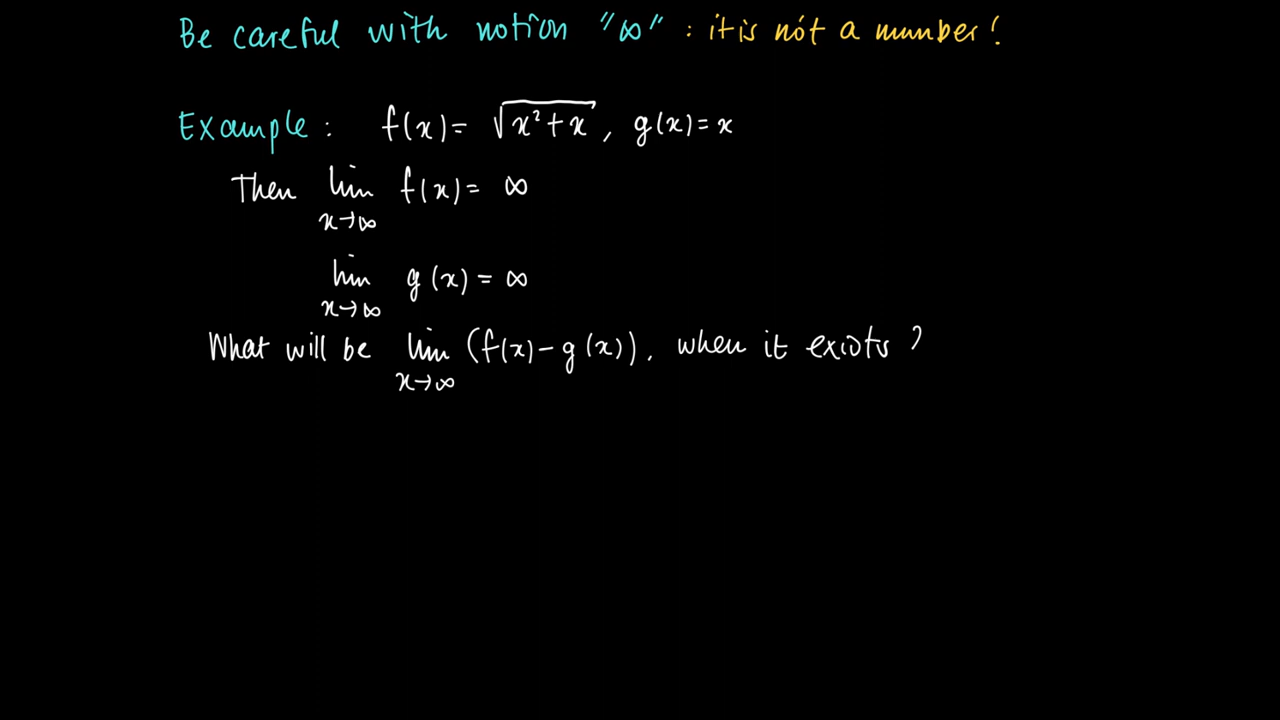 Be careful with notion "∞" : it is not a number!
Example : f(x) = √(x² + x), g(x) = x
Then lim x→∞ f(x) = ∞
lim x→∞ g(x) = ∞
What will be lim x→∞ (f(x) - g(x)), when it exists?